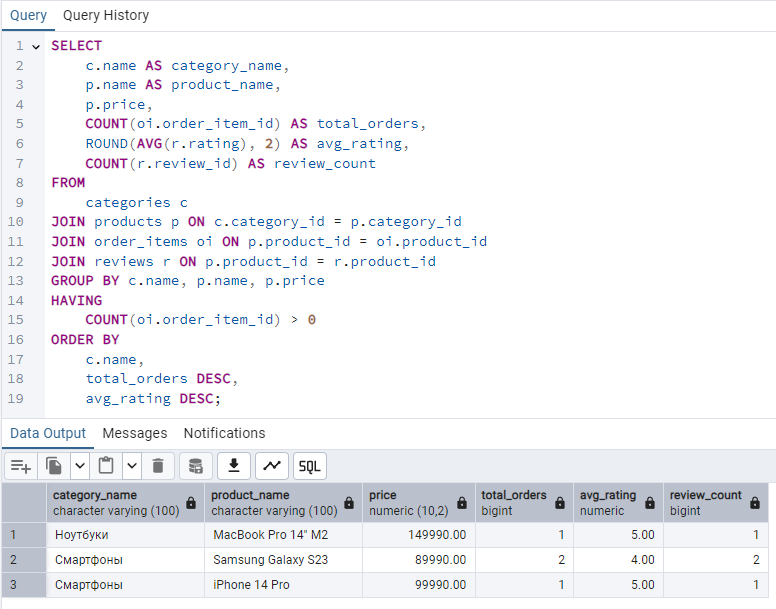 Query Query History
1 SELECT
2 c.name AS category_name,
3 p.name AS product_name,
4 p.price,
5 COUNT(oi.order_item_id) AS total_orders,
6 ROUND(AVG(r.rating), 2) AS avg_rating,
7 COUNT(r.review_id) AS review_count
8 FROM
9 categories c
10 JOIN products p ON c.category_id = p.category_id
11 JOIN order_items oi ON p.product_id = oi.product_id
12 JOIN reviews r ON p.product_id = r.product_id
13 GROUP BY c.name, p.name, p.price
14 HAVING
15 COUNT(oi.order_item_id) > 0
16 ORDER BY
17 c.name,
18 total_orders DESC,
19 avg_rating DESC;
Data Output Messages Notifications
SQL
category_name product_name price total_orders avg_rating review_count
character varying (100) character varying (100) numeric (10,2) bigint numeric bigint
1 Ноутбуки MacBook Pro 14" M2 149990.00 1 5.00 1
2 Смартфоны Samsung Galaxy S23 89990.00 2 4.00 2
3 Смартфоны iPhone 14 Pro 99990.00 1 5.00 1